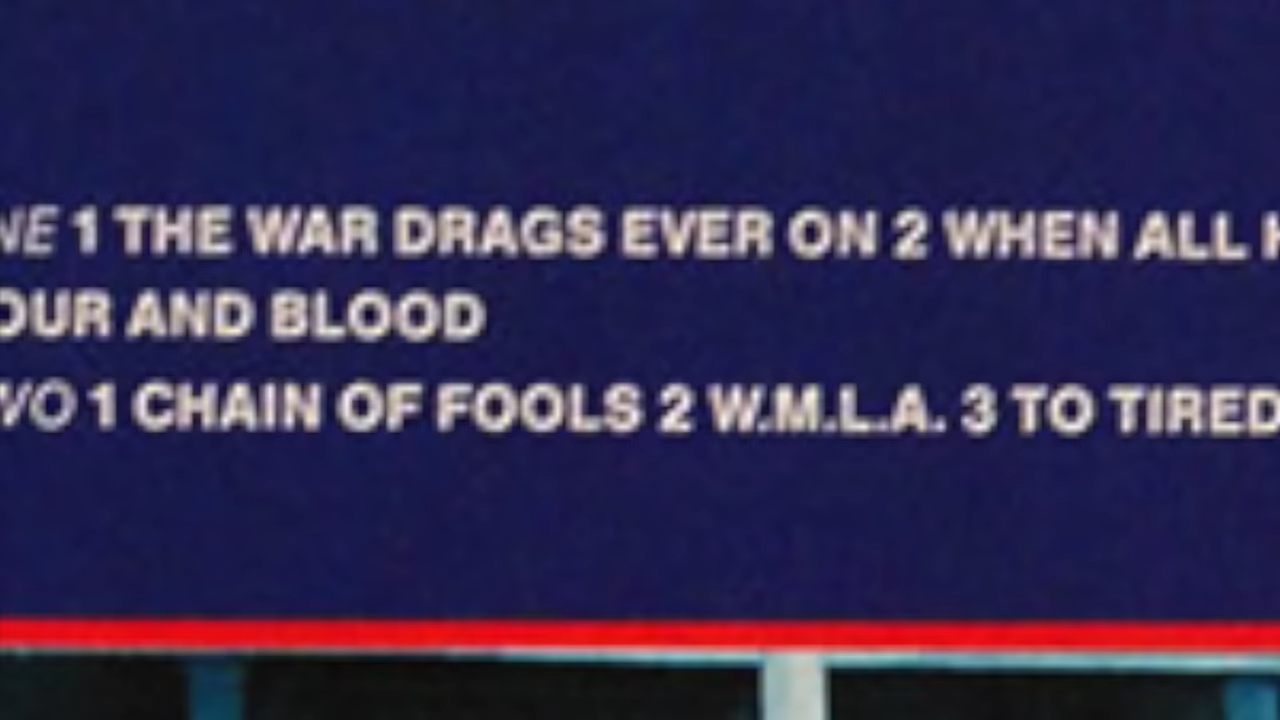 1 THE WAR DRAGS EVER ON 2 WHEN ALL
AND BLOOD
1 CHAIN OF FOOLS 2 W.M.L.A. 3 TO TIRED